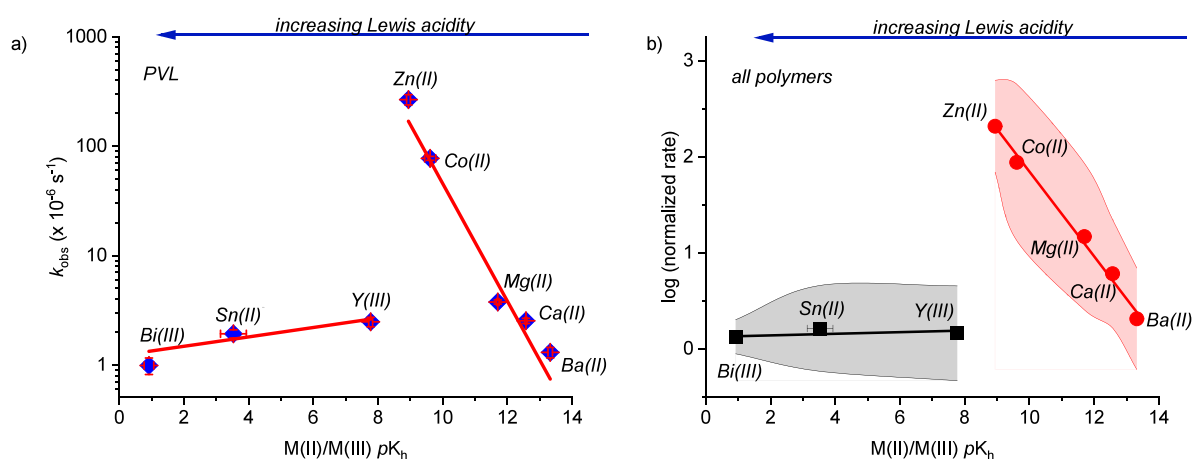 a)
increasing Lewis acidity
1000
100
10
1
k_obs (x 10⁻⁶ s⁻¹)
PVL
Zn(II)
Co(II)
Mg(II)
Ca(II)
Ba(II)
Y(III)
Sn(II)
Bi(III)
0 2 4 6 8 10 12 14
M(II)/M(III) pK_h
b)
increasing Lewis acidity
3
2
1
0
log (normalized rate)
all polymers
Zn(II)
Co(II)
Mg(II)
Ca(II)
Ba(II)
Sn(II)
Y(III)
Bi(III)
0 2 4 6 8 10 12 14
M(II)/M(III) pK_h